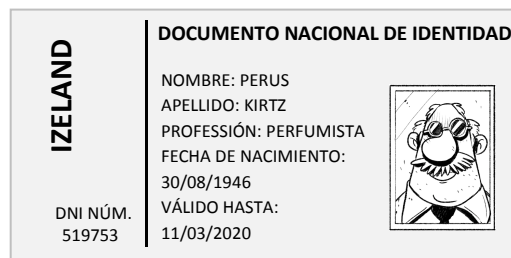 IZELAND
DNI NÚM.
519753
DOCUMENTO NACIONAL DE IDENTIDAD
NOMBRE: PERUS
APELLIDO: KIRTZ
PROFESSIÓN: PERFUMISTA
FECHA DE NACIMIENTO:
30/08/1946
VÁLIDO HASTA:
11/03/2020